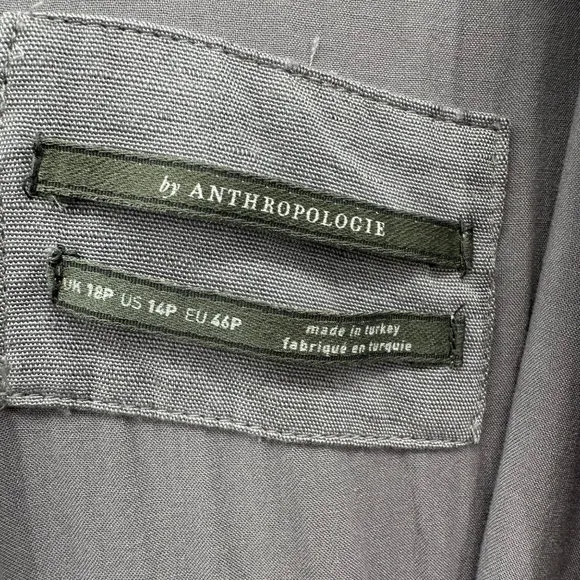 by ANTHROPOLOGIE
UK 18P US 14P EU 46P
made in turkey
fabriqué en turquie